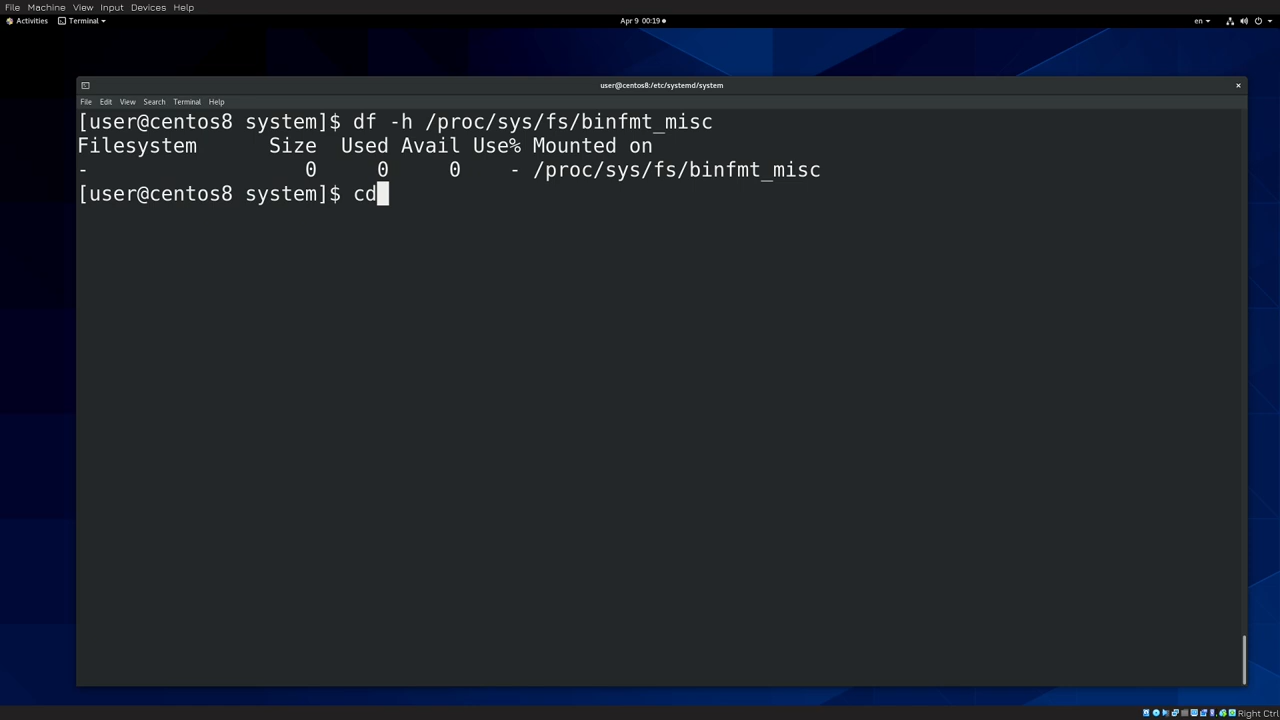 File Machine View Input Devices Help
Activities Terminal Apr 9 00:19 en
user@centos8:/etc/systemd/system
File Edit View Search Terminal Help
[user@centos8 system]$ df -h /proc/sys/fs/binfmt_misc
Filesystem Size Used Avail Use% Mounted on
- 0 0 0 - /proc/sys/fs/binfmt_misc
[user@centos8 system]$ cd
Right Ctrl